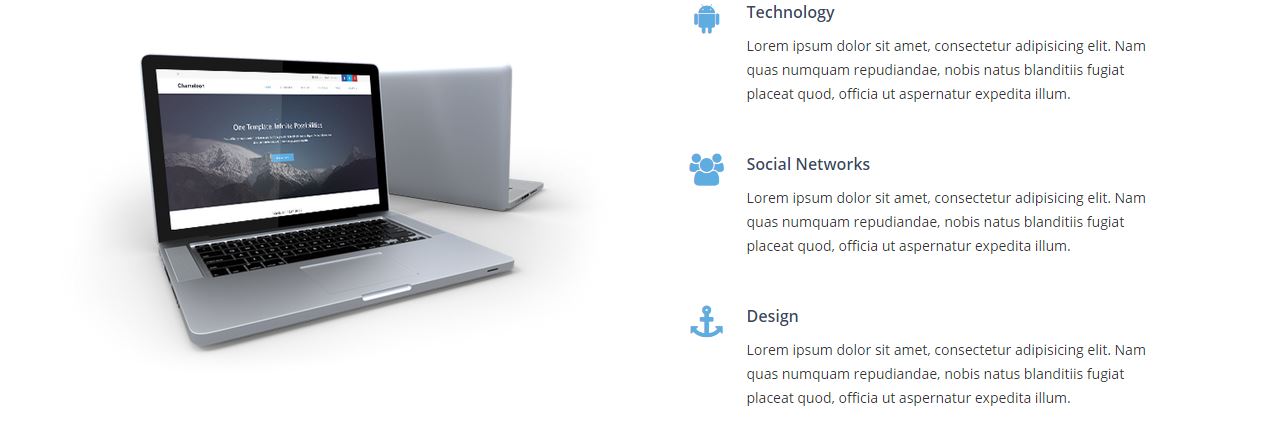 Technology
Lorem ipsum dolor sit amet, consectetur adipisicing elit. Nam
quas numquam repudiandae, nobis natus blanditiis fugiat
placeat quod, officia ut aspernatur expedita illum.
Chameleon
One Template Infinite Possibilities
Social Networks
Lorem ipsum dolor sit amet, consectetur adipisicing elit. Nam
quas numquam repudiandae, nobis natus blanditiis fugiat
placeat quod, officia ut aspernatur expedita illum.
Design
Lorem ipsum dolor sit amet, consectetur adipisicing elit. Nam
quas numquam repudiandae, nobis natus blanditiis fugiat
placeat quod, officia ut aspernatur expedita illum.